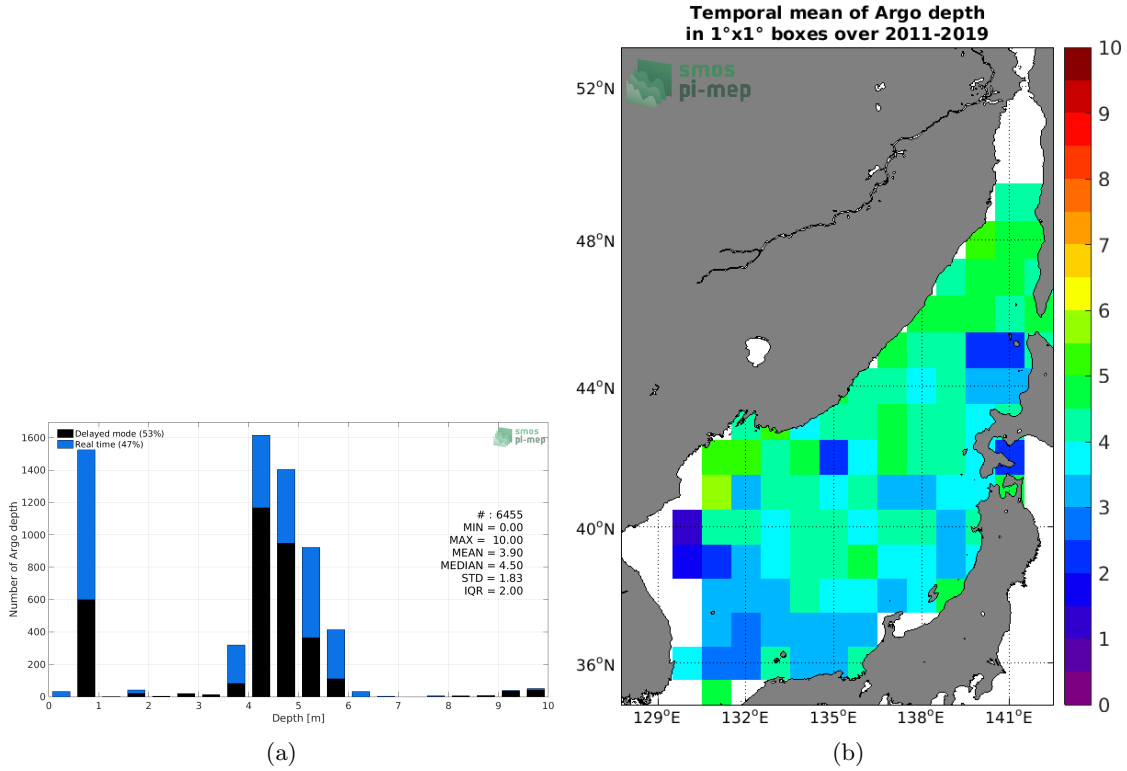 Delayed mode (53%)
Real time (47%)
smos
pi-mep
# : 6455
MIN = 0.00
MAX = 10.00
MEAN = 3.90
MEDIAN = 4.50
STD = 1.83
IQR = 2.00
Number of Argo depth
1600
1400
1200
1000
800
600
400
200
0
0 1 2 3 4 5 6 7 8 9 10
Depth [m]
(a)
Temporal mean of Argo depth
in 1°x1° boxes over 2011-2019
smos
pi-mep
52°N
48°N
44°N
40°N
36°N
129°E 132°E 135°E 138°E 141°E
10
9
8
7
6
5
4
3
2
1
0
(b)